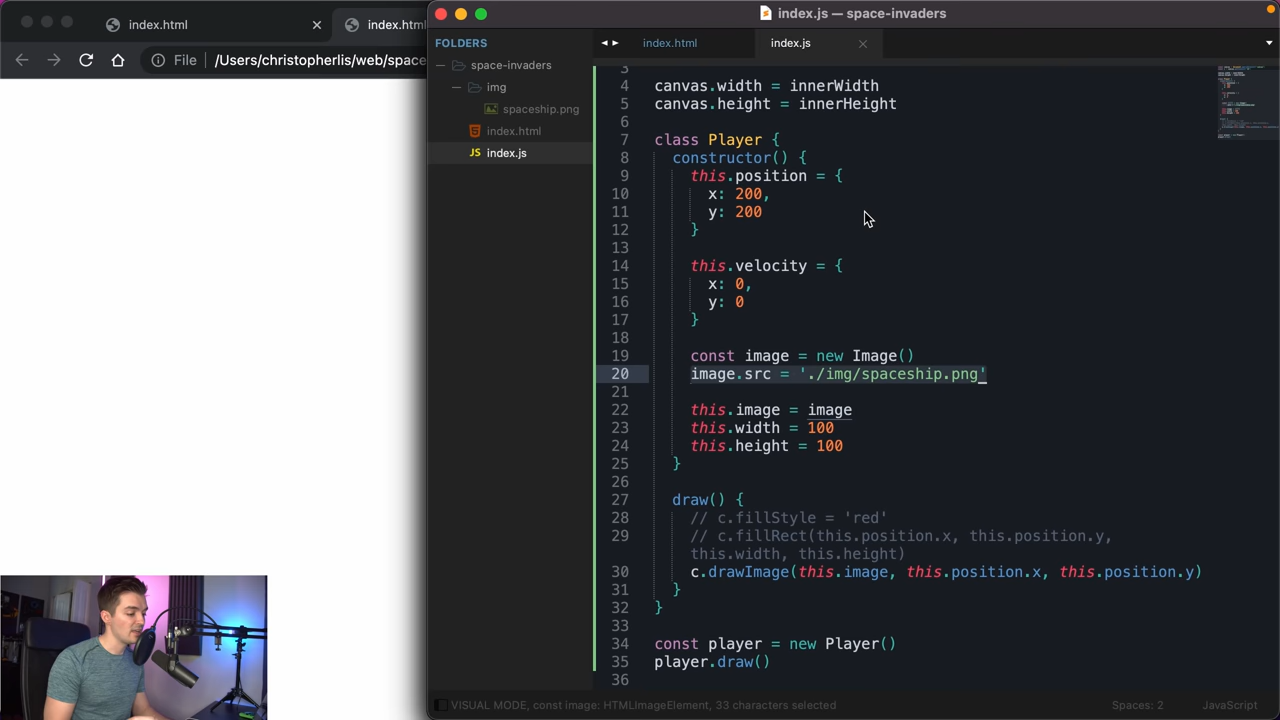 index.html
index.html
File
/Users/christopherlis/web/space
index.js — space-invaders
FOLDERS
space-invaders
img
spaceship.png
index.html
JS index.js
index.html
index.js
3
4 canvas.width = innerWidth
5 canvas.height = innerHeight
6
7 class Player {
8 constructor() {
9 this.position = {
10 x: 200,
11 y: 200
12 }
13
14 this.velocity = {
15 x: 0,
16 y: 0
17 }
18
19 const image = new Image()
20 image.src = './img/spaceship.png'
21
22 this.image = image
23 this.width = 100
24 this.height = 100
25 }
26
27 draw() {
28 // c.fillStyle = 'red'
29 // c.fillRect(this.position.x, this.position.y,
this.width, this.height)
30 c.drawImage(this.image, this.position.x, this.position.y)
31 }
32 }
33
34 const player = new Player()
35 player.draw()
36
VISUAL MODE, const image: HTMLImageElement, 33 characters selected
Spaces: 2
JavaScript